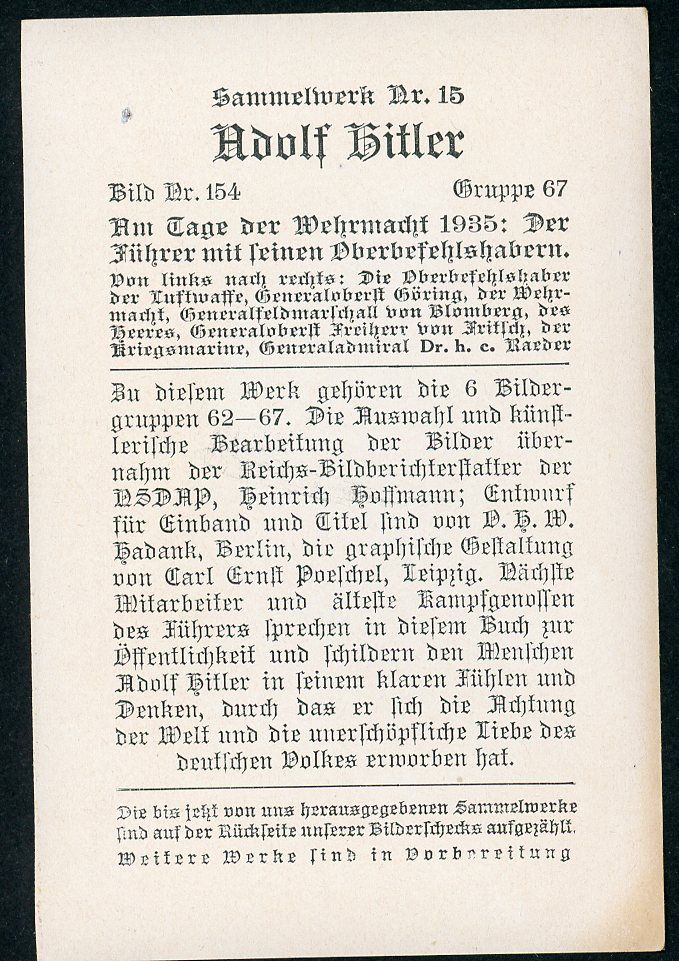 Sammelwerk Nr. 15
Adolf Hitler
Bild Nr. 154 Gruppe 67
Am Tage der Wehrmacht 1935: Der
Führer mit seinen Oberbefehlshabern.
Von links nach rechts: Die Oberbefehlshaber
der Luftwaffe, Generaloberst Göring, der Wehr-
macht, Generalfeldmarschall von Blomberg, des
Heeres, Generaloberst Freiherr von Fritsch, der
Kriegsmarine, Generaladmiral Dr. h. c. Raeder
Zu diesem Werk gehören die 6 Bilder-
gruppen 62—67. Die Auswahl und künst-
lerische Bearbeitung der Bilder über-
nahm der Reichs-Bildberichterstatter der
NSDAP, Heinrich Hoffmann; Entwurf
für Einband und Titel sind von O. H. W.
Hadank, Berlin, die graphische Gestaltung
von Carl Ernst Poeschel, Leipzig. Nächste
Mitarbeiter und älteste Kampfgenossen
des Führers sprechen in diesem Buch zur
Öffentlichkeit und schildern den Menschen
Adolf Hitler in seinem klaren Fühlen und
Denken, durch das er sich die Achtung
der Welt und die unerschöpfliche Liebe des
deutschen Volkes erworben hat.
Die bis jetzt von uns herausgegebenen Sammelwerke
sind auf der Rückseite unserer Bilderschecks aufgezählt.
Weitere Werke sind in Vorbereitung